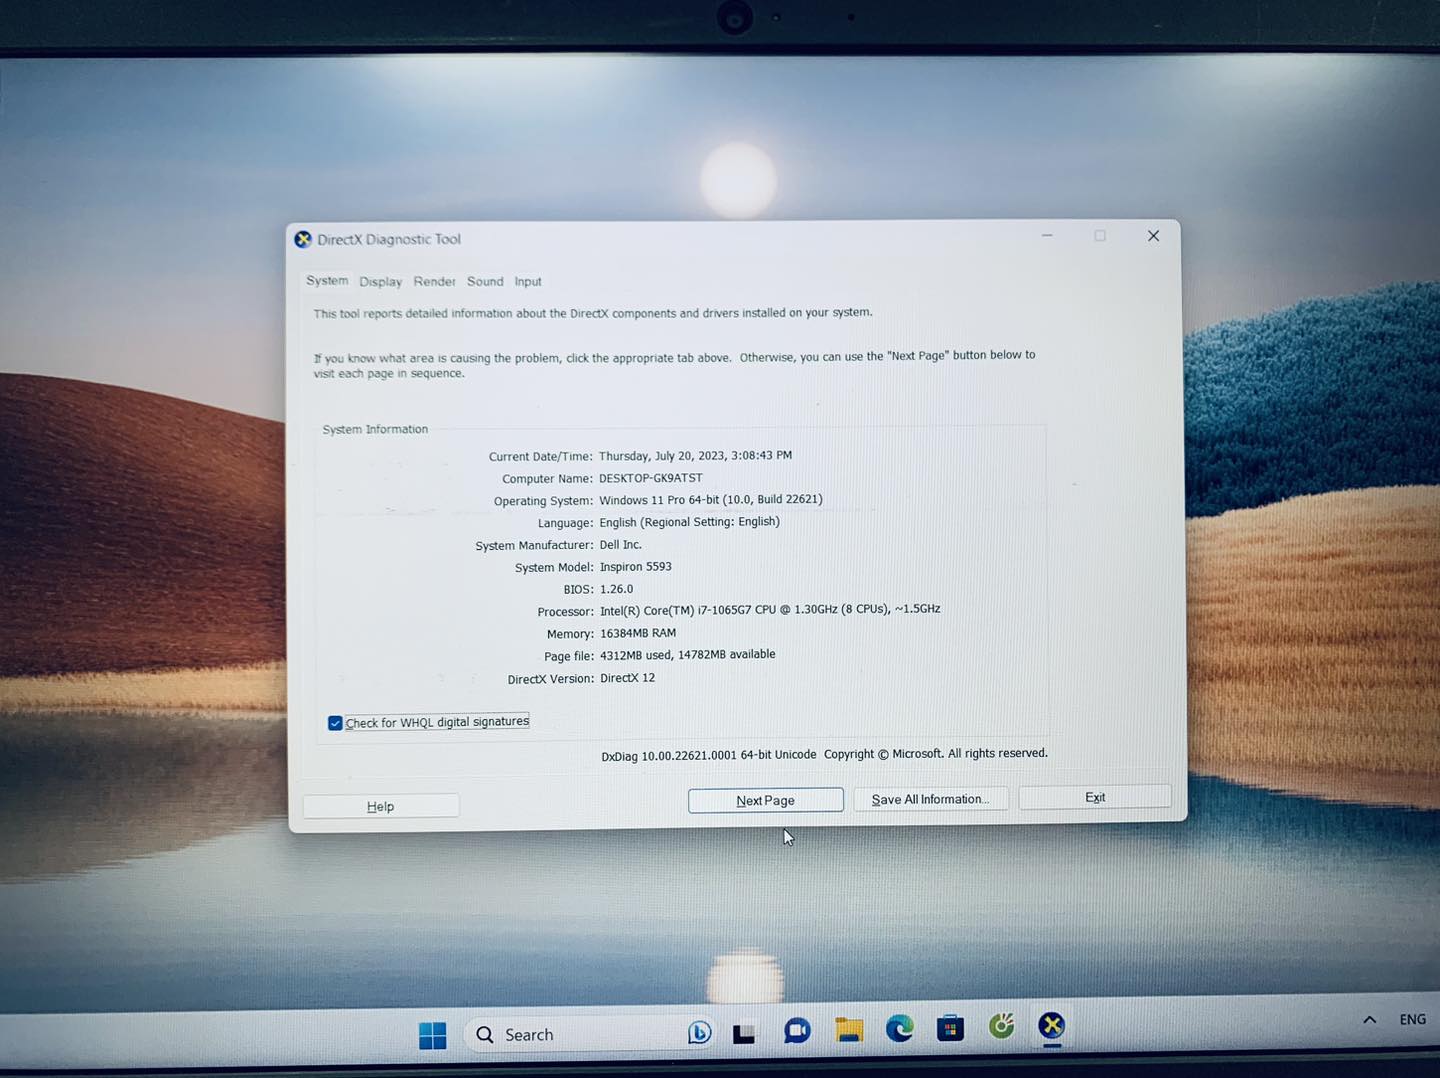 DirectX Diagnostic Tool
System Display Render Sound Input
This tool reports detailed information about the DirectX components and drivers installed on your system.
If you know what area is causing the problem, click the appropriate tab above. Otherwise, you can use the "Next Page" button below to
visit each page in sequence.
System Information
Current Date/Time: Thursday, July 20, 2023, 3:08:43 PM
Computer Name: DESKTOP-GK9ATST
Operating System: Windows 11 Pro 64-bit (10.0, Build 22621)
Language: English (Regional Setting: English)
System Manufacturer: Dell Inc.
System Model: Inspiron 5593
BIOS: 1.26.0
Processor: Intel(R) Core(TM) i7-1065G7 CPU @ 1.30GHz (8 CPUs), ~1.5GHz
Memory: 16384MB RAM
Page file: 4312MB used, 14782MB available
DirectX Version: DirectX 12
Check for WHQL digital signatures
DxDiag 10.00.22621.0001 64-bit Unicode Copyright © Microsoft. All rights reserved.
Help Next Page Save All Information... Exit
Search ENG